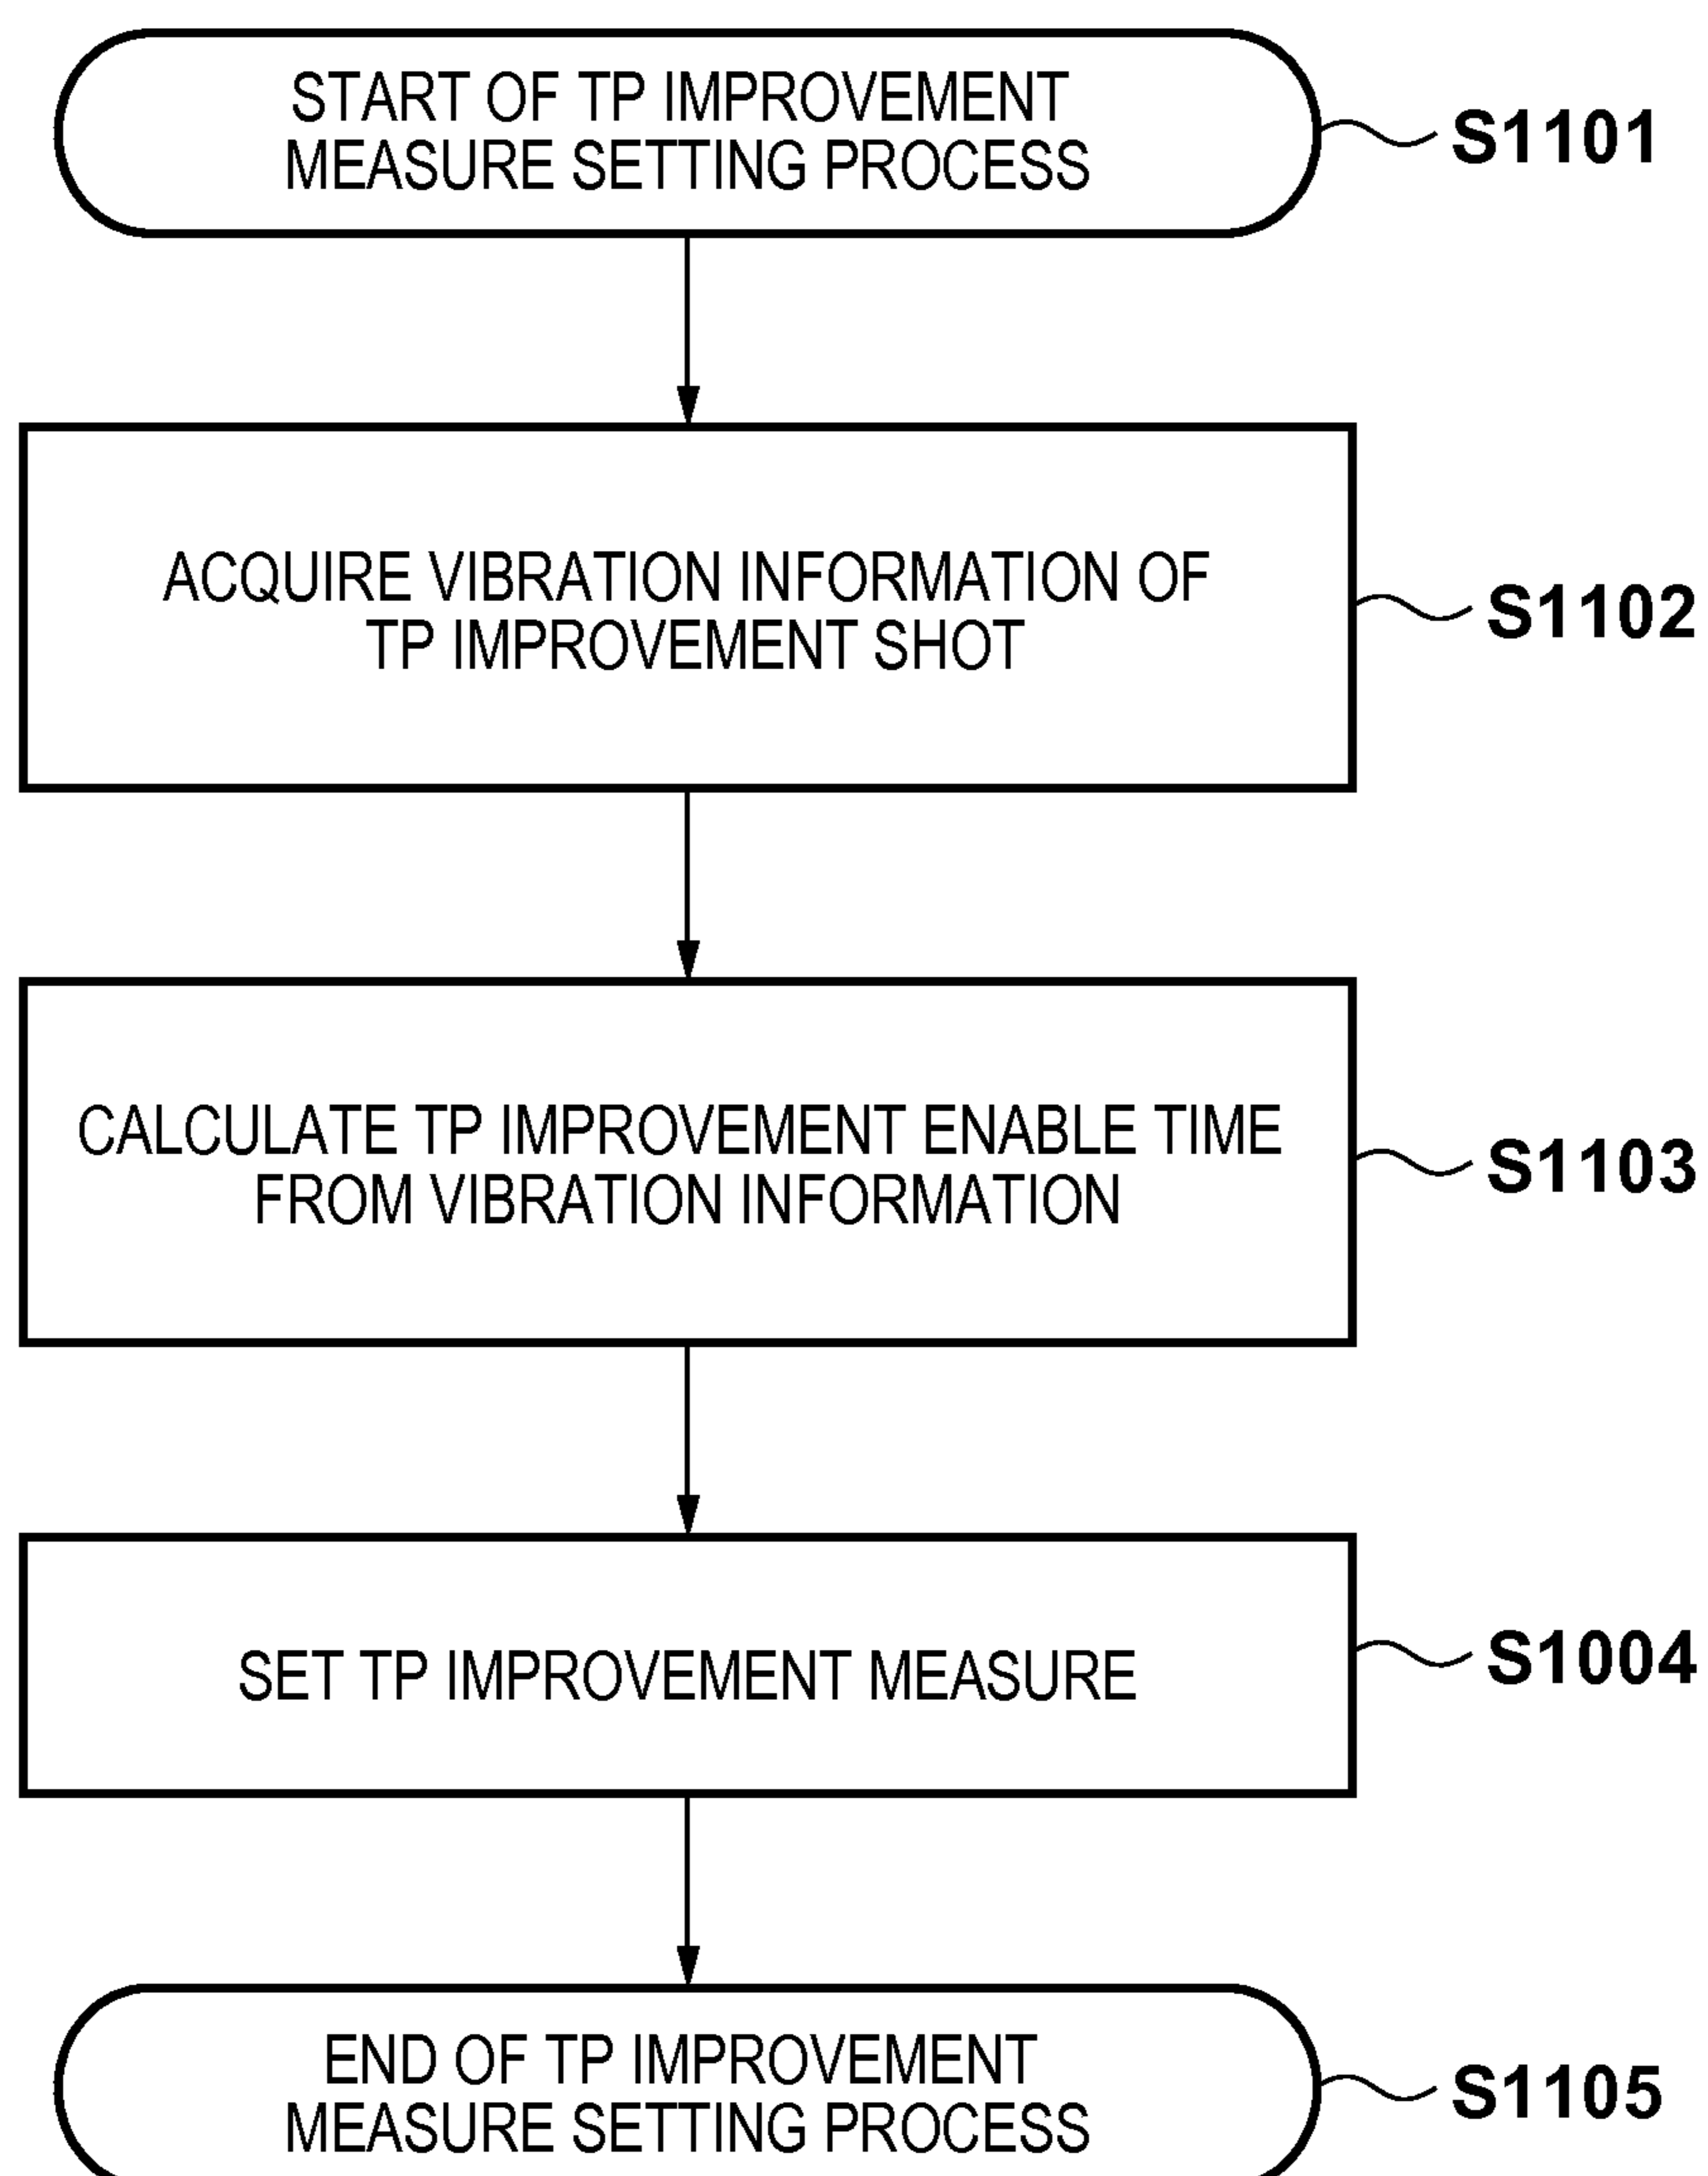 START OF TP IMPROVEMENT
MEASURE SETTING PROCESS
S1101
ACQUIRE VIBRATION INFORMATION OF
TP IMPROVEMENT SHOT
S1102
CALCULATE TP IMPROVEMENT ENABLE TIME
FROM VIBRATION INFORMATION
S1103
SET TP IMPROVEMENT MEASURE
S1004
END OF TP IMPROVEMENT
MEASURE SETTING PROCESS
S1105